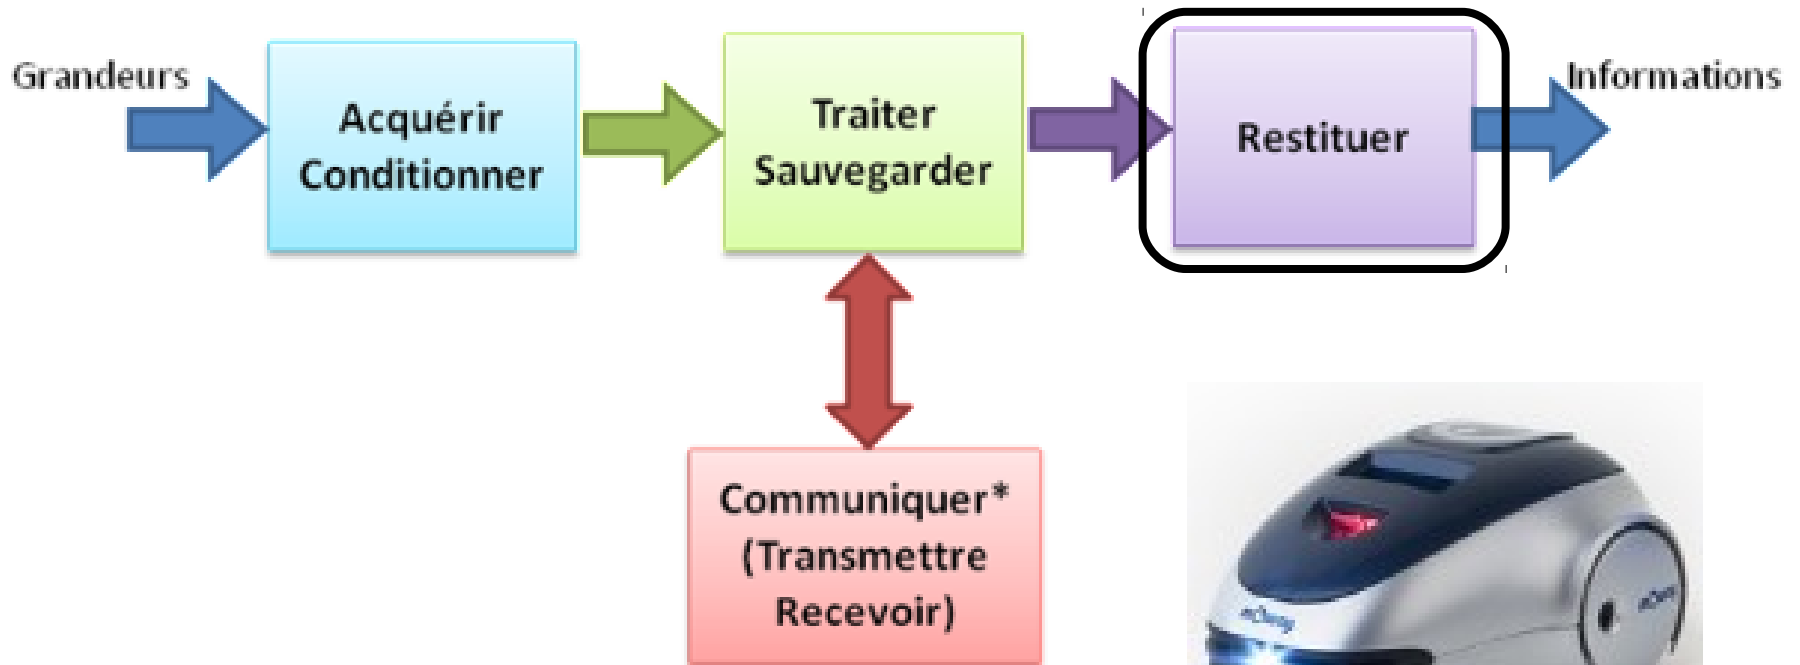 Grandeurs
Acquérir
Conditionner
Traiter
Sauvegarder
Restituer
Informations
Communiquer*
(Transmettre
Recevoir)